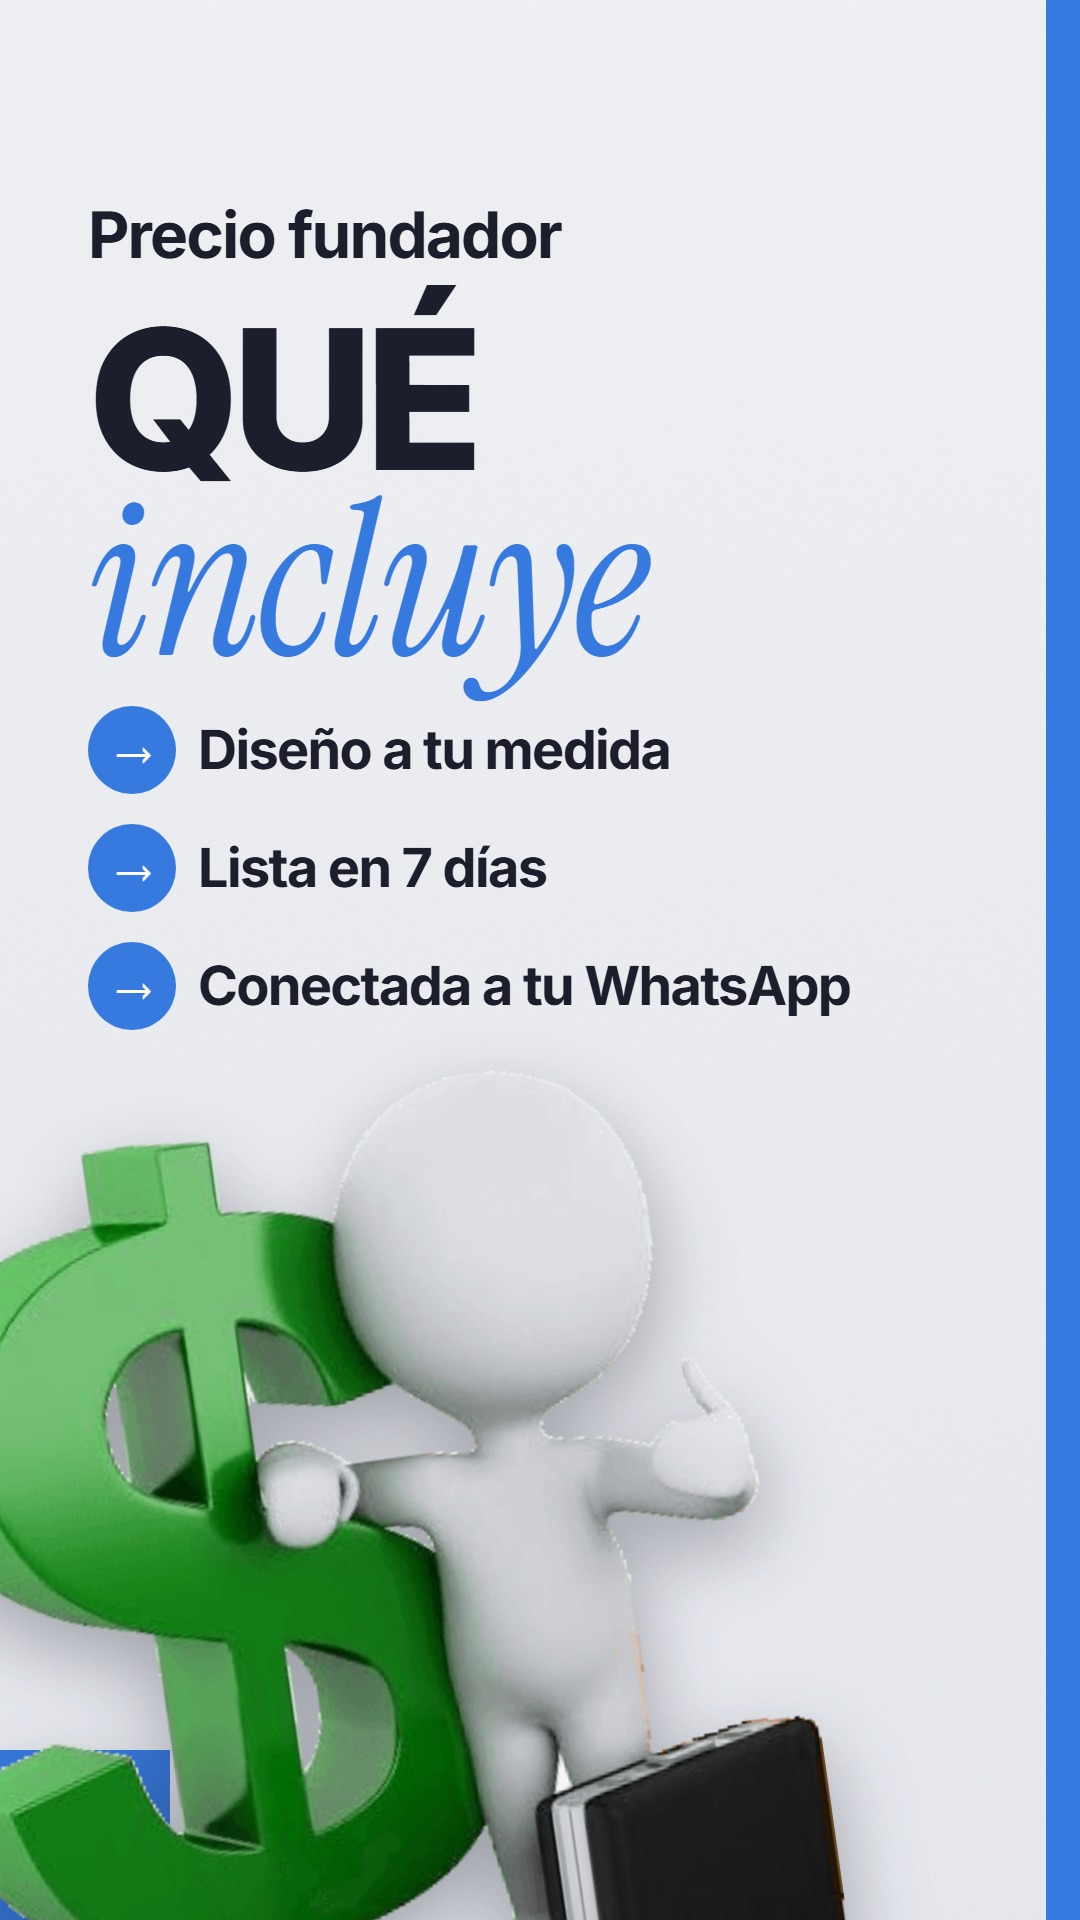 Precio fundador
QUÉ
incluye
→ Diseño a tu medida
→ Lista en 7 días
→ Conectada a tu WhatsApp